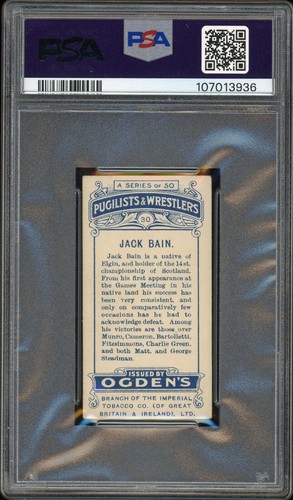 PSA
PSA
107013936
A SERIES OF 50
PUGILISTS & WRESTLERS
30
JACK BAIN.
Jack Bain is a native of
Elgin, and holder of the 14 st.
championship of Scotland.
From his first appearance at
the Games Meeting in his
native land his success has
been very consistent, and
only on comparatively few
occasions has he had to
acknowledge defeat. Among
his victories are those over
Munro, Cameron, Bartolletti,
Fitzsimmons, Charlie Green,
and both Matt. and George
Steadman.
ISSUED BY
OGDEN'S
BRANCH OF THE IMPERIAL
TOBACCO CO. (OF GREAT
BRITAIN & IRELAND), LTD.